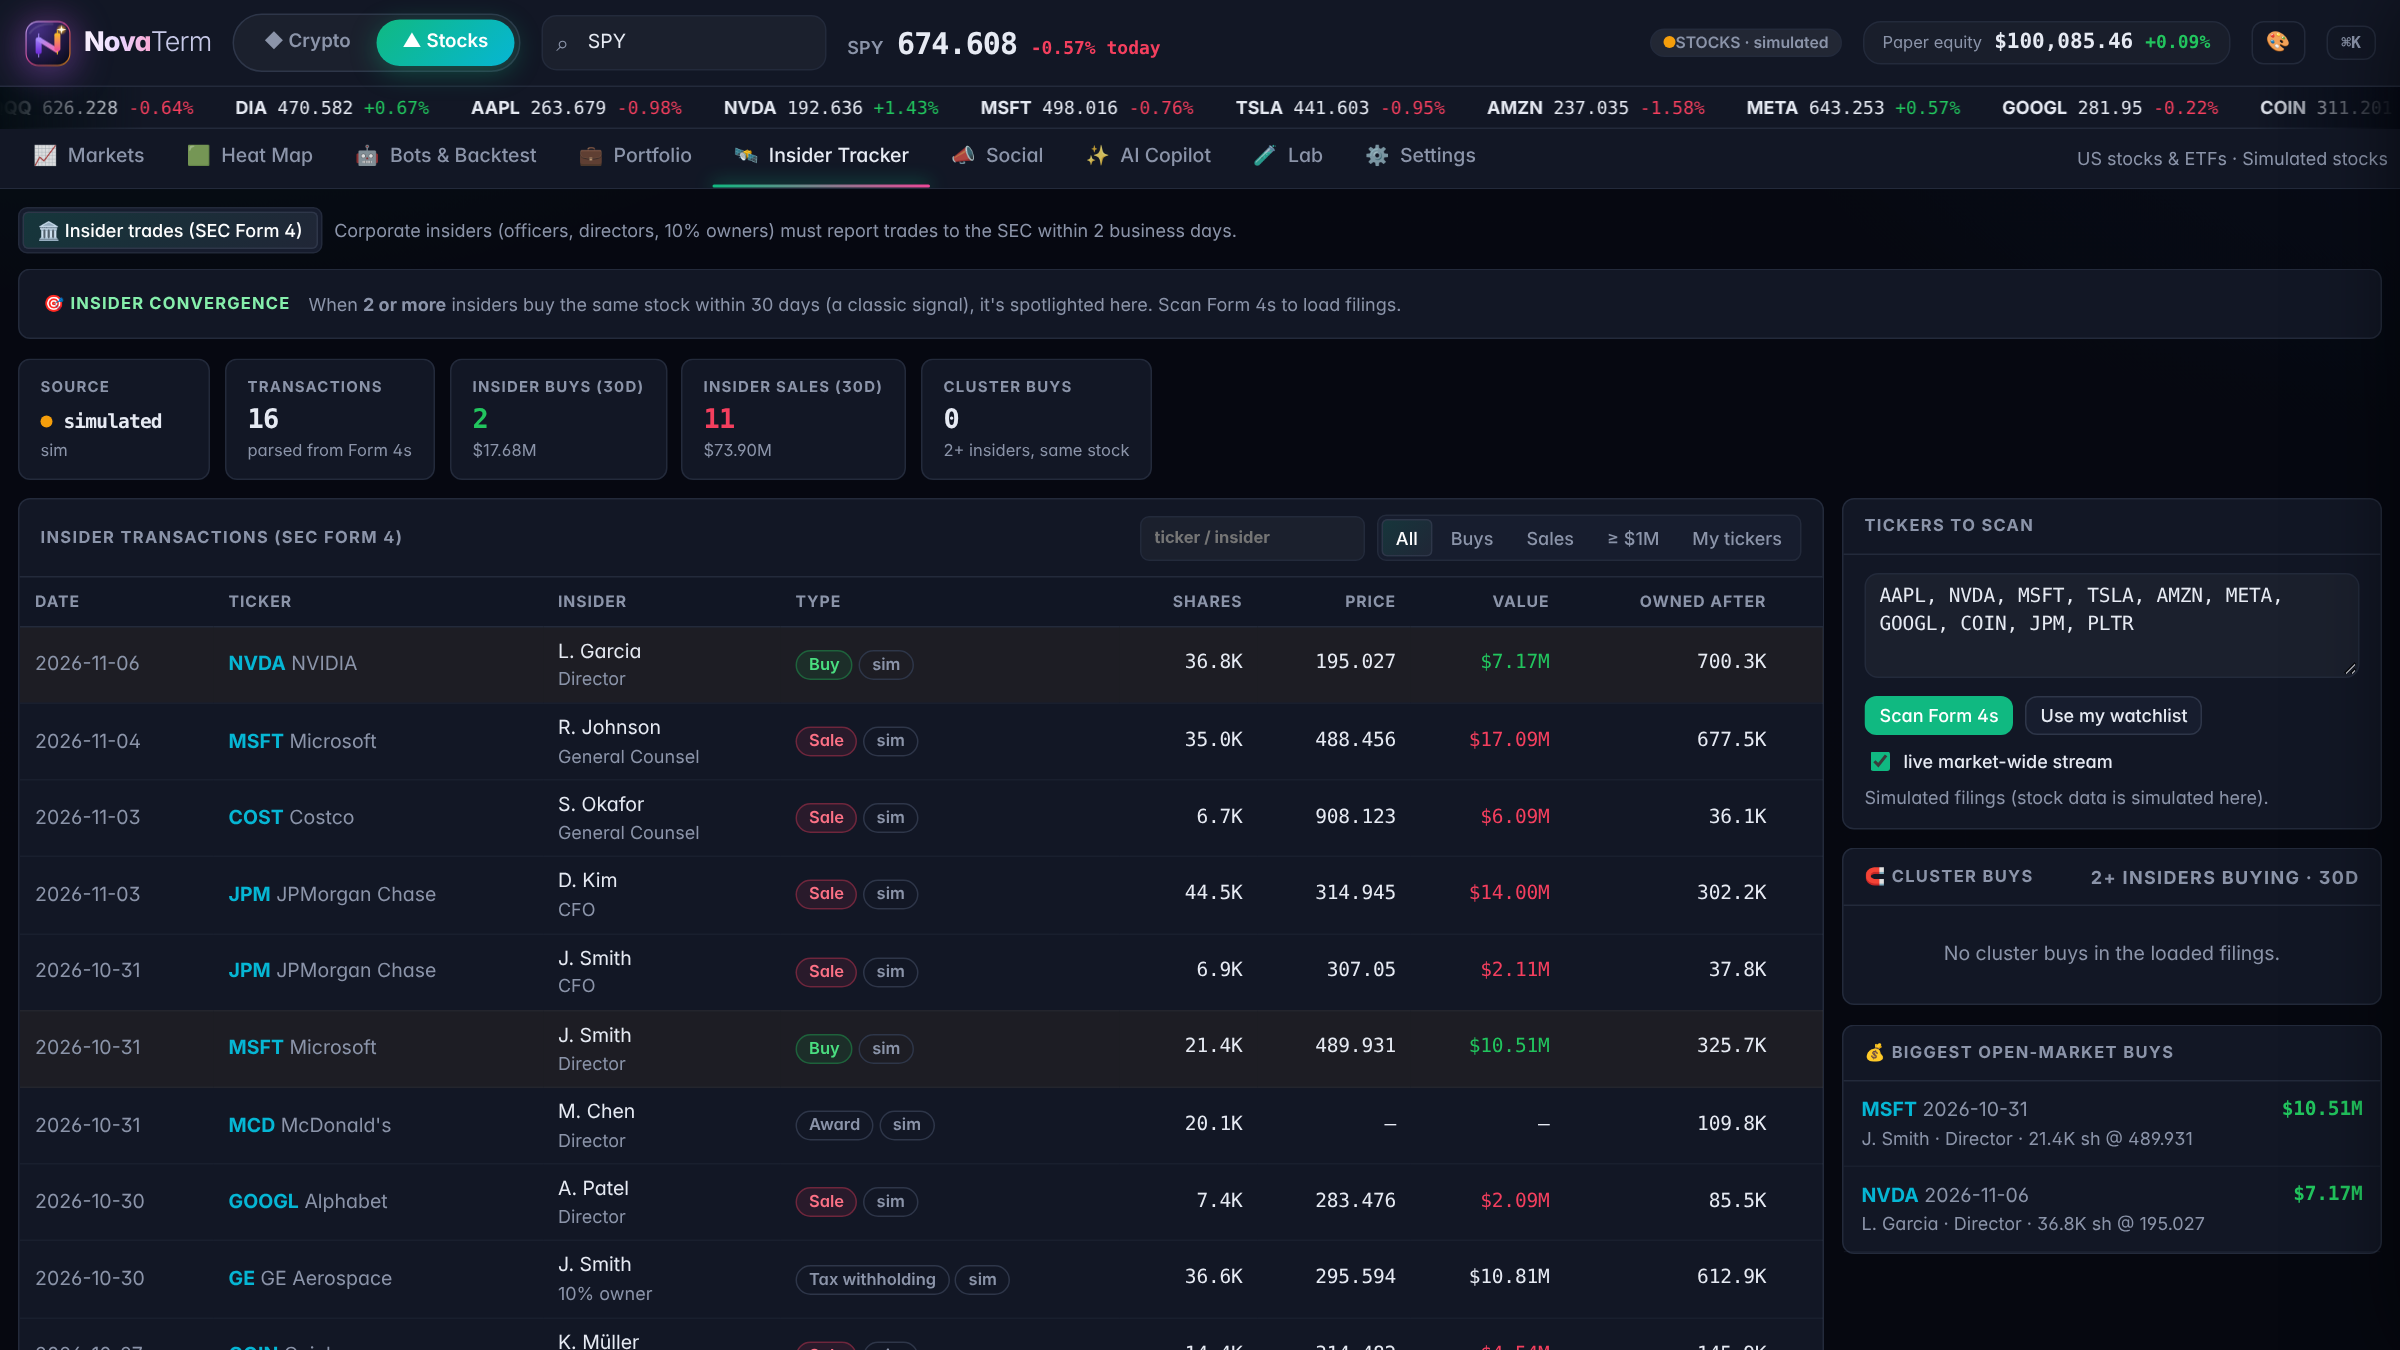 NovaTerm
◆ Crypto
▲ Stocks
SPY
SPY 674.608 -0.57% today
STOCKS · simulated
Paper equity $100,085.46 +0.09%
⌘K
QQ 626.228 -0.64% DIA 470.582 +0.67% AAPL 263.679 -0.98% NVDA 192.636 +1.43% MSFT 498.016 -0.76% TSLA 441.603 -0.95% AMZN 237.035 -1.58% META 643.253 +0.57% GOOGL 281.95 -0.22% COIN 311.201
Markets Heat Map Bots & Backtest Portfolio Insider Tracker Social AI Copilot Lab Settings
US stocks & ETFs · Simulated stocks
Insider trades (SEC Form 4)
Corporate insiders (officers, directors, 10% owners) must report trades to the SEC within 2 business days.
INSIDER CONVERGENCE When 2 or more insiders buy the same stock within 30 days (a classic signal), it's spotlighted here. Scan Form 4s to load filings.
SOURCE
simulated
sim
TRANSACTIONS
16
parsed from Form 4s
INSIDER BUYS (30D)
2
$17.68M
INSIDER SALES (30D)
11
$73.90M
CLUSTER BUYS
0
2+ insiders, same stock
INSIDER TRANSACTIONS (SEC FORM 4)
ticker / insider
All Buys Sales ≥ $1M My tickers
DATE TICKER INSIDER TYPE SHARES PRICE VALUE OWNED AFTER
2026-11-06 NVDA NVIDIA L. Garcia Buy sim 36.8K 195.027 $7.17M 700.3K
Director
2026-11-04 MSFT Microsoft R. Johnson Sale sim 35.0K 488.456 $17.09M 677.5K
General Counsel
2026-11-03 COST Costco S. Okafor Sale sim 6.7K 908.123 $6.09M 36.1K
General Counsel
2026-11-03 JPM JPMorgan Chase D. Kim Sale sim 44.5K 314.945 $14.00M 302.2K
CFO
2026-10-31 JPM JPMorgan Chase J. Smith Sale sim 6.9K 307.05 $2.11M 37.8K
CFO
2026-10-31 MSFT Microsoft J. Smith Buy sim 21.4K 489.931 $10.51M 325.7K
Director
2026-10-31 MCD McDonald's M. Chen Award sim 20.1K — — 109.8K
Director
2026-10-30 GOOGL Alphabet A. Patel Sale sim 7.4K 283.476 $2.09M 85.5K
Director
2026-10-30 GE GE Aerospace J. Smith Tax withholding sim 36.6K 295.594 $10.81M 612.9K
10% owner
K. Müller
TICKERS TO SCAN
AAPL, NVDA, MSFT, TSLA, AMZN, META,
GOOGL, COIN, JPM, PLTR
Scan Form 4s
Use my watchlist
live market-wide stream
Simulated filings (stock data is simulated here).
CLUSTER BUYS 2+ INSIDERS BUYING · 30D
No cluster buys in the loaded filings.
BIGGEST OPEN-MARKET BUYS
MSFT 2026-10-31 $10.51M
J. Smith · Director · 21.4K sh @ 489.931
NVDA 2026-11-06 $7.17M
L. Garcia · Director · 36.8K sh @ 195.027